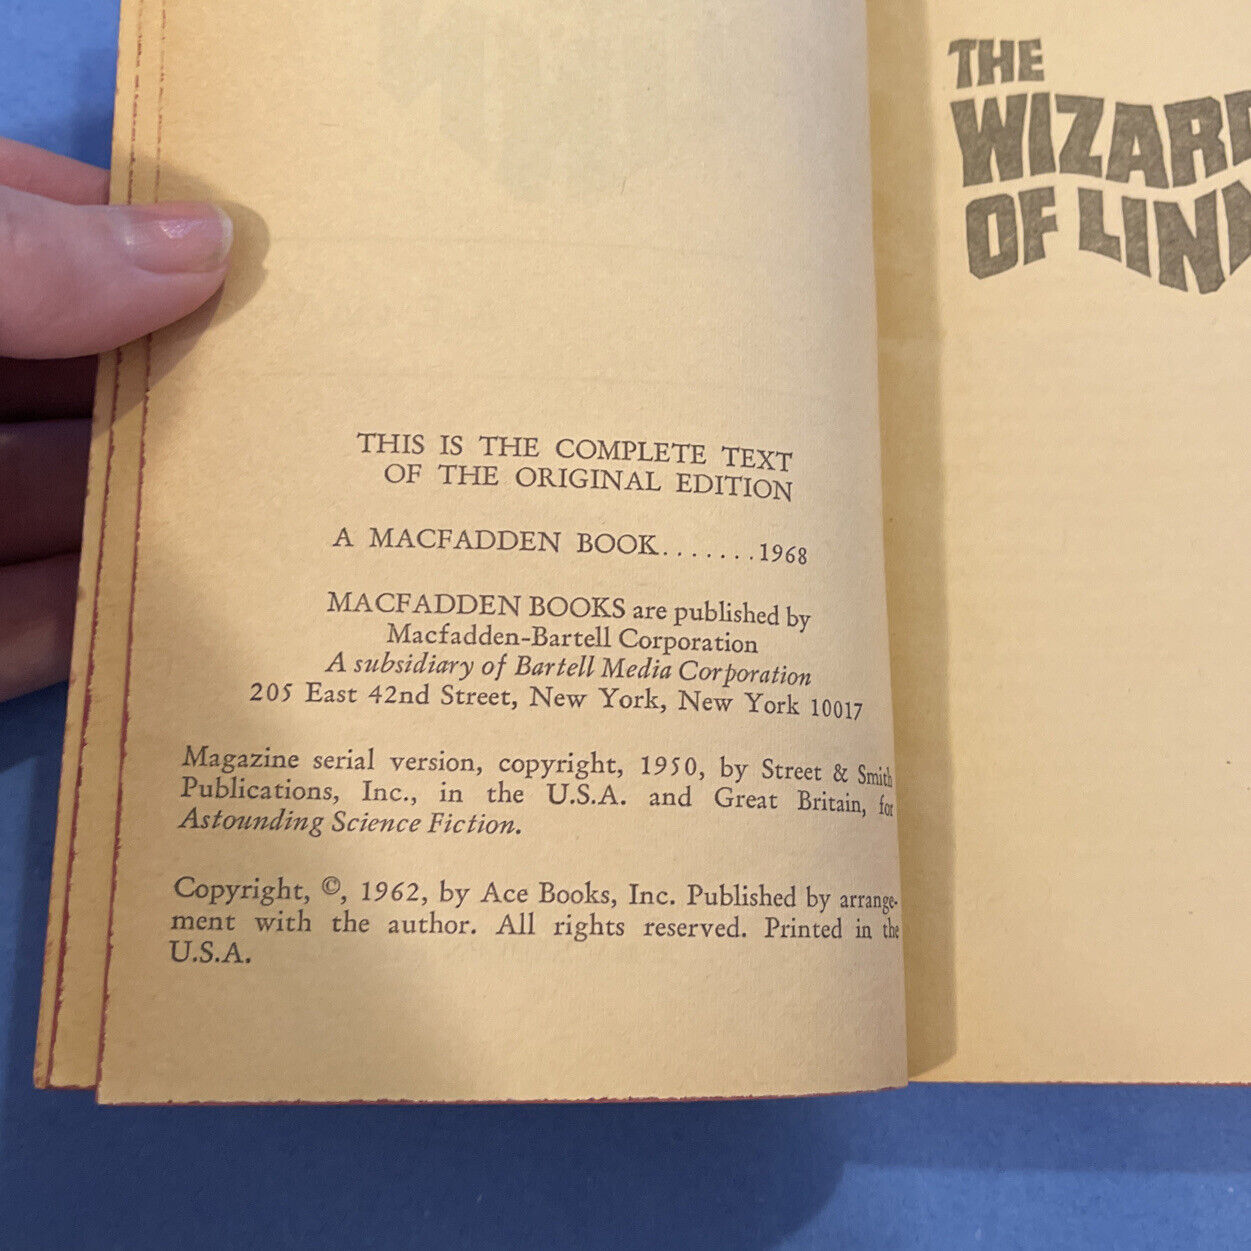 THIS IS THE COMPLETE TEXT
OF THE ORIGINAL EDITION
A MACFADDEN BOOK.......1968
MACFADDEN BOOKS are published by
Macfadden-Bartell Corporation
A subsidiary of Bartell Media Corporation
205 East 42nd Street, New York, New York 10017
Magazine serial version, copyright, 1950, by Street & Smith
Publications, Inc., in the U.S.A. and Great Britain, for
Astounding Science Fiction.
Copyright, ©, 1962, by Ace Books, Inc. Published by arrange-
ment with the author. All rights reserved. Printed in the
U.S.A.
THE
WIZARD
OF LINN